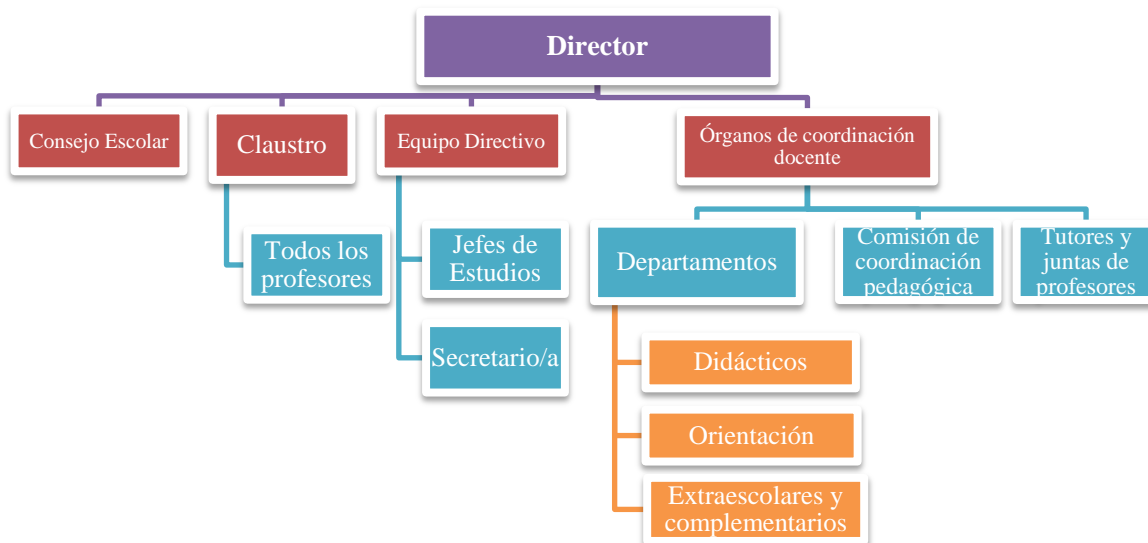 Director
Consejo Escolar
Claustro
Equipo Directivo
Órganos de coordinación
docente
Todos los
profesores
Jefes de
Estudios
Secretario/a
Departamentos
Comisión de
coordinación
pedagógica
Tutores y
juntas de
profesores
Didácticos
Orientación
Extraescolares y
complementarios